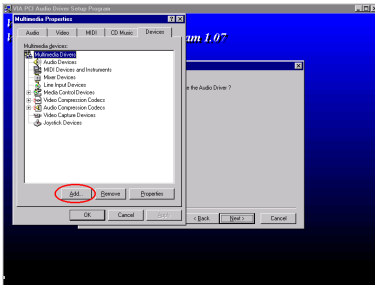 VIA PCI Audio Driver Setup Program
am 1.07
Multimedia Properties
Audio
Video
MIDI
CD Music
Devices
Multimedia devices:
Multimedia Drivers
Audio Devices
MIDI Devices and Instruments
Mixer Devices
Line Input Devices
Media Control Devices
Video Compression Codecs
Audio Compression Codecs
Video Capture Devices
Joystick Devices
Add...
Remove
Properties
OK
Cancel
Apply
e the Audio Driver ?
< Back
Next >
Cancel